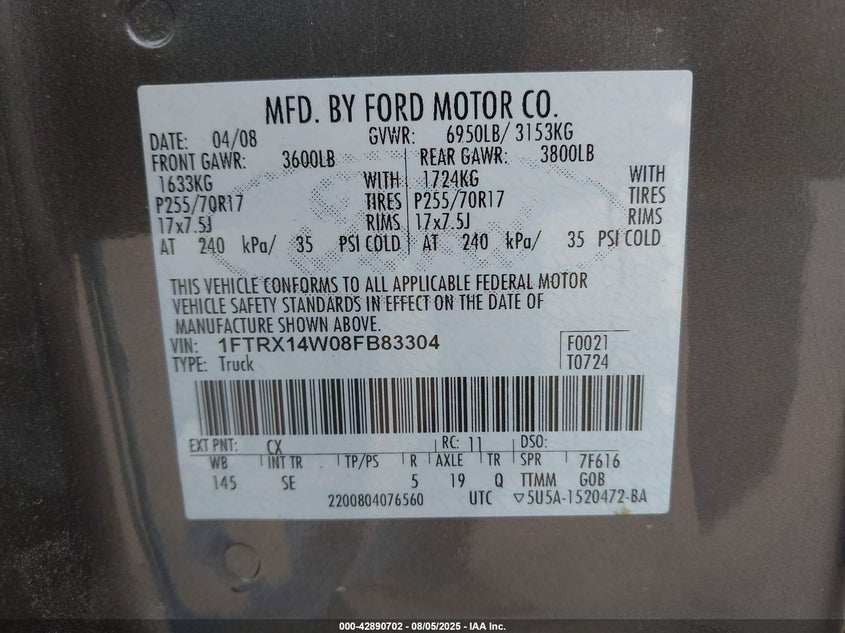 MFD. BY FORD MOTOR CO.
DATE: 04/08 GVWR: 6950LB/ 3153KG
FRONT GAWR: 3600LB REAR GAWR: 3800LB
1633KG WITH 1724KG WITH
P255/70R17 TIRES P255/70R17 TIRES
17x7.5J RIMS 17x7.5J RIMS
AT 240 kPa/ 35 PSI COLD AT 240 kPa/ 35 PSI COLD
THIS VEHICLE CONFORMS TO ALL APPLICABLE FEDERAL MOTOR
VEHICLE SAFETY STANDARDS IN EFFECT ON THE DATE OF
MANUFACTURE SHOWN ABOVE.
VIN: 1FTRX14W08FB83304 F0021
TYPE: Truck T0724
EXT PNT: CX RC: 11 DSO:
WB INT TR TP/PS R AXLE TR SPR 7F616
145 SE 5 19 Q TTMM GOB
2200804076560 UTC ▽5U5A-1520472-BA
000-42890702 - 08/05/2025 - IAA Inc.